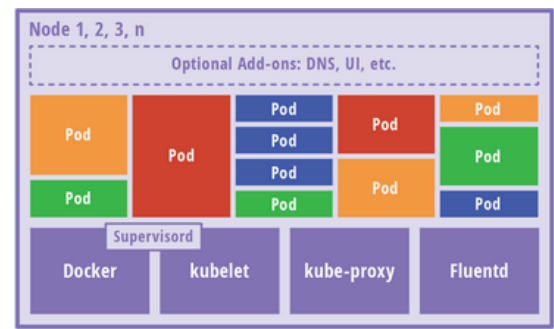 Node 1, 2, 3, n
Optional Add-ons: DNS, UI, etc.
Pod
Pod
Pod
Pod
Pod
Pod
Pod
Pod
Pod
Pod
Pod
Pod
Pod
Supervisord
Docker
kubelet
kube-proxy
Fluentd